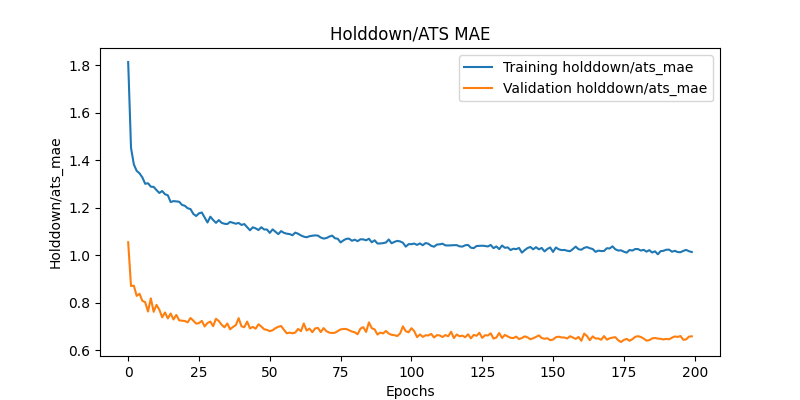 Holddown/ATS MAE
Training holddown/ats_mae
Validation holddown/ats_mae
Holddown/ats_mae
1.8
1.6
1.4
1.2
1.0
0.8
0.6
0 25 50 75 100 125 150 175 200
Epochs